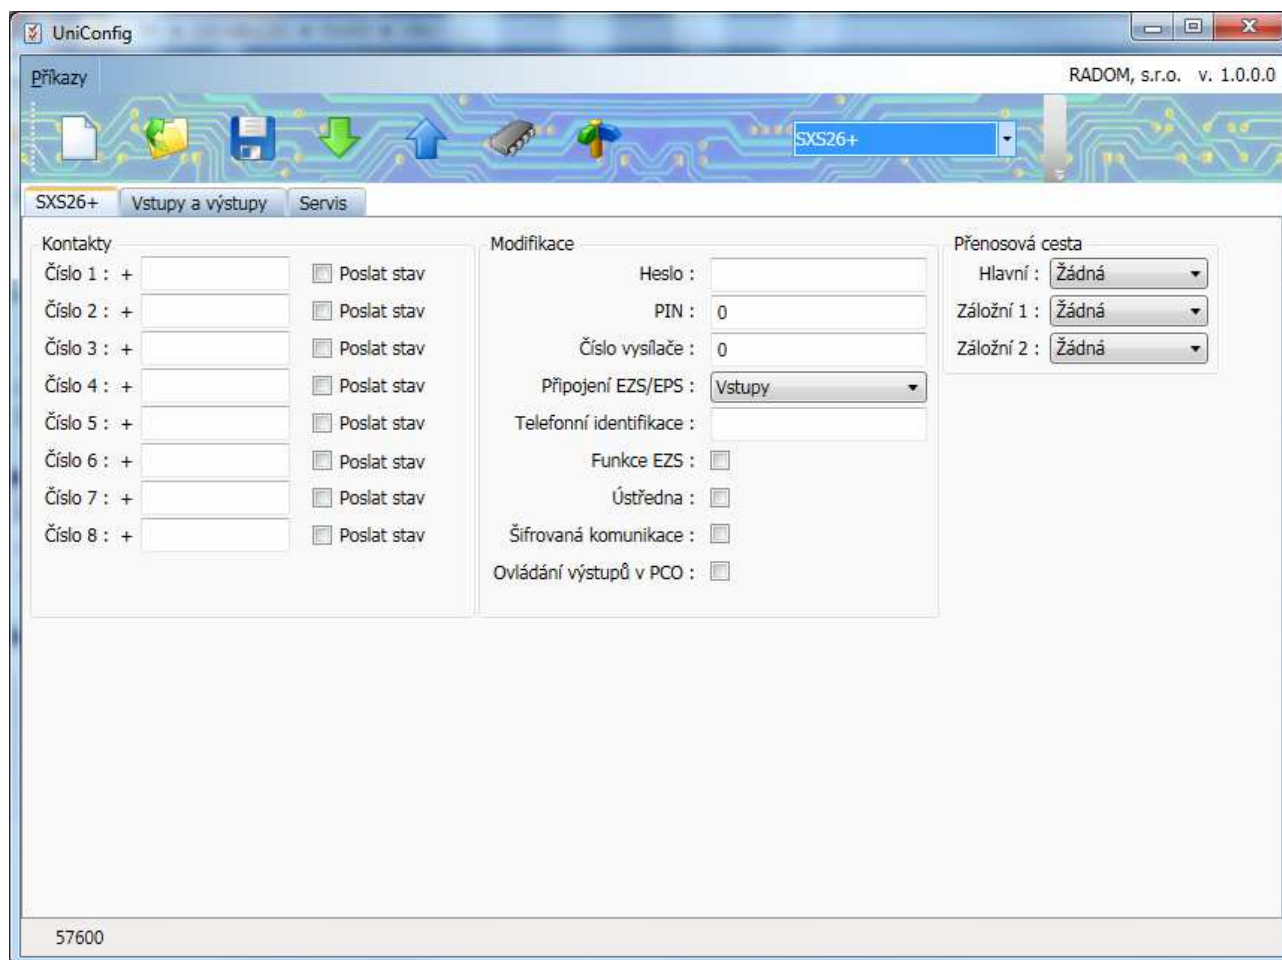 UniConfig
Příkazy
RADOM, s.r.o. v. 1.0.0.0
SXS26+
SXS26+ Vstupy a výstupy Servis
Kontakty
Číslo 1 : + Poslat stav
Číslo 2 : + Poslat stav
Číslo 3 : + Poslat stav
Číslo 4 : + Poslat stav
Číslo 5 : + Poslat stav
Číslo 6 : + Poslat stav
Číslo 7 : + Poslat stav
Číslo 8 : + Poslat stav
Modifikace
Heslo :
PIN : 0
Číslo vysílače : 0
Připojení EZS/EPS : Vstupy
Telefonní identifikace :
Funkce EZS :
Ústředna :
Šifrovaná komunikace :
Ovládání výstupů v PCO :
Přenosová cesta
Hlavní : Žádná
Záložní 1 : Žádná
Záložní 2 : Žádná
57600